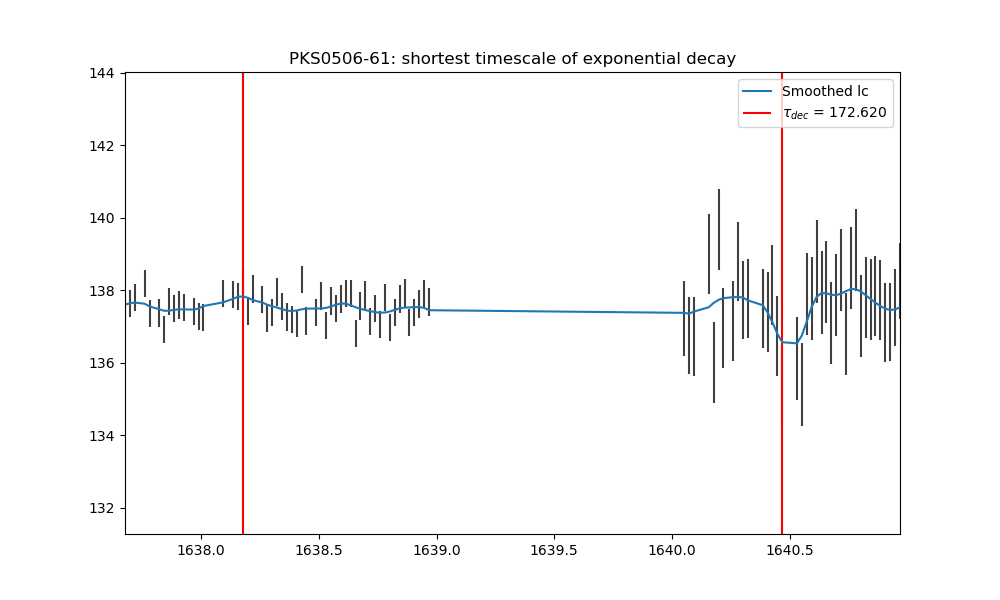 PKS0506-61: shortest timescale of exponential decay
144
142
140
138
136
134
132
1638.0 1638.5 1639.0 1639.5 1640.0 1640.5
Smoothed lc
τ_dec = 172.620